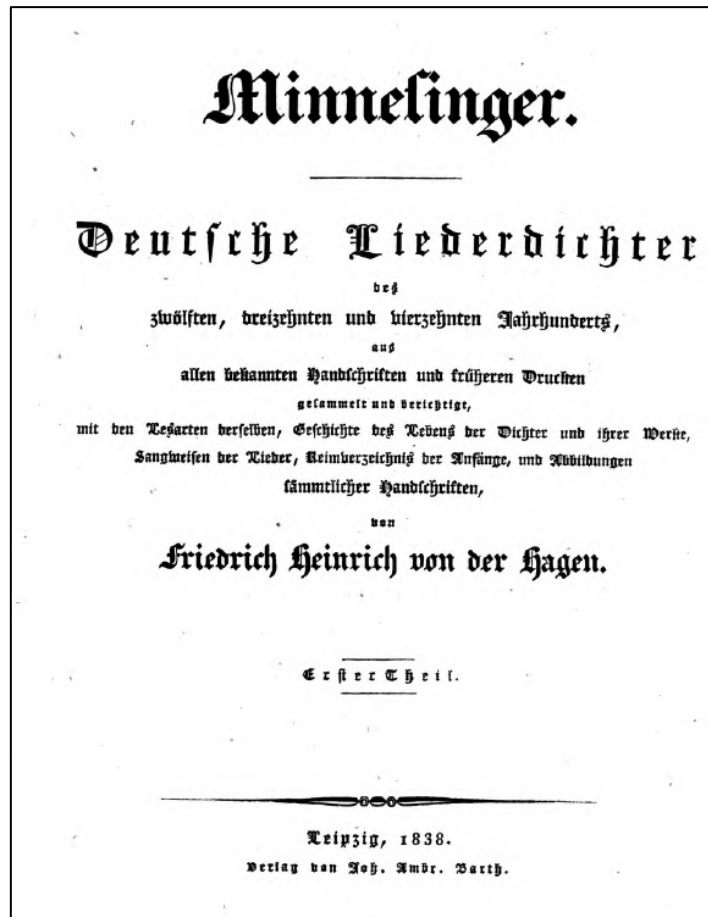 Minneſinger.
Deutſche Liederdichter
des
zwölften, dreizehnten und vierzehnten Jahrhunderts,
aus
allen bekannten Handſchriften und früheren Drucken
geſammelt und berichtigt,
mit den Lesarten derſelben, Geſchichte des Lebens der Dichter und ihrer Werke,
Sangweiſen der Lieder, Reimverzeichnis der Anfänge, und Abbildungen
ſämmtlicher Handſchriften,
von
Friedrich Heinrich von der Hagen.
Erſter Theil.
Leipzig, 1838.
Verlag von Joh. Ambr. Barth.